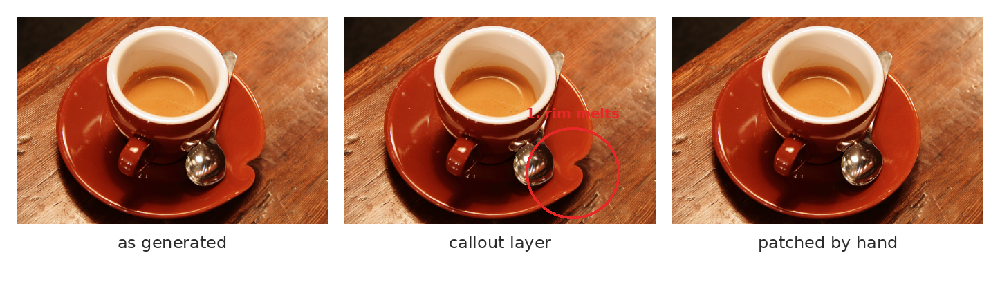 1. rim melts
as generated
callout layer
patched by hand